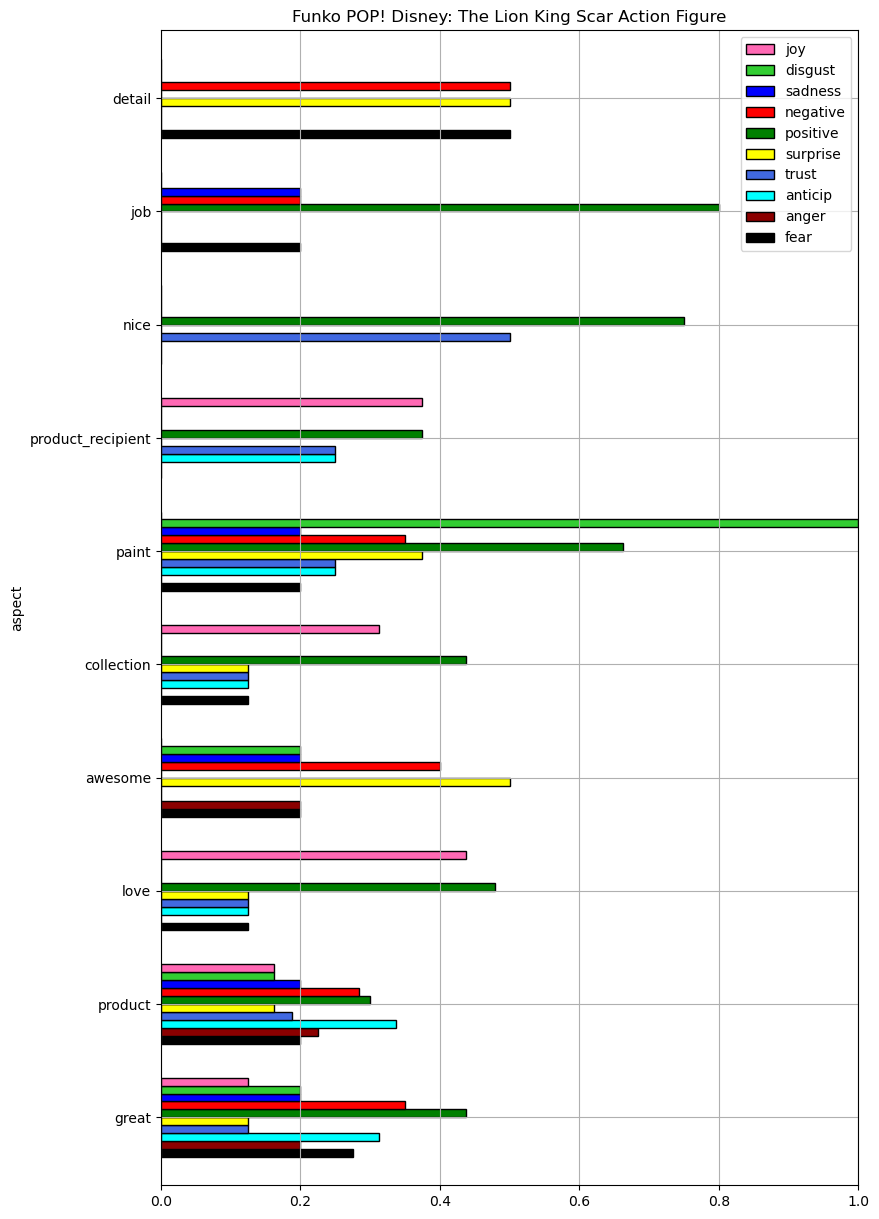 Funko POP! Disney: The Lion King Scar Action Figure
joy
disgust
sadness
negative
positive
surprise
trust
anticip
anger
fear
detail
job
nice
product_recipient
paint
collection
awesome
love
product
great
aspect
0.0 0.2 0.4 0.6 0.8 1.0